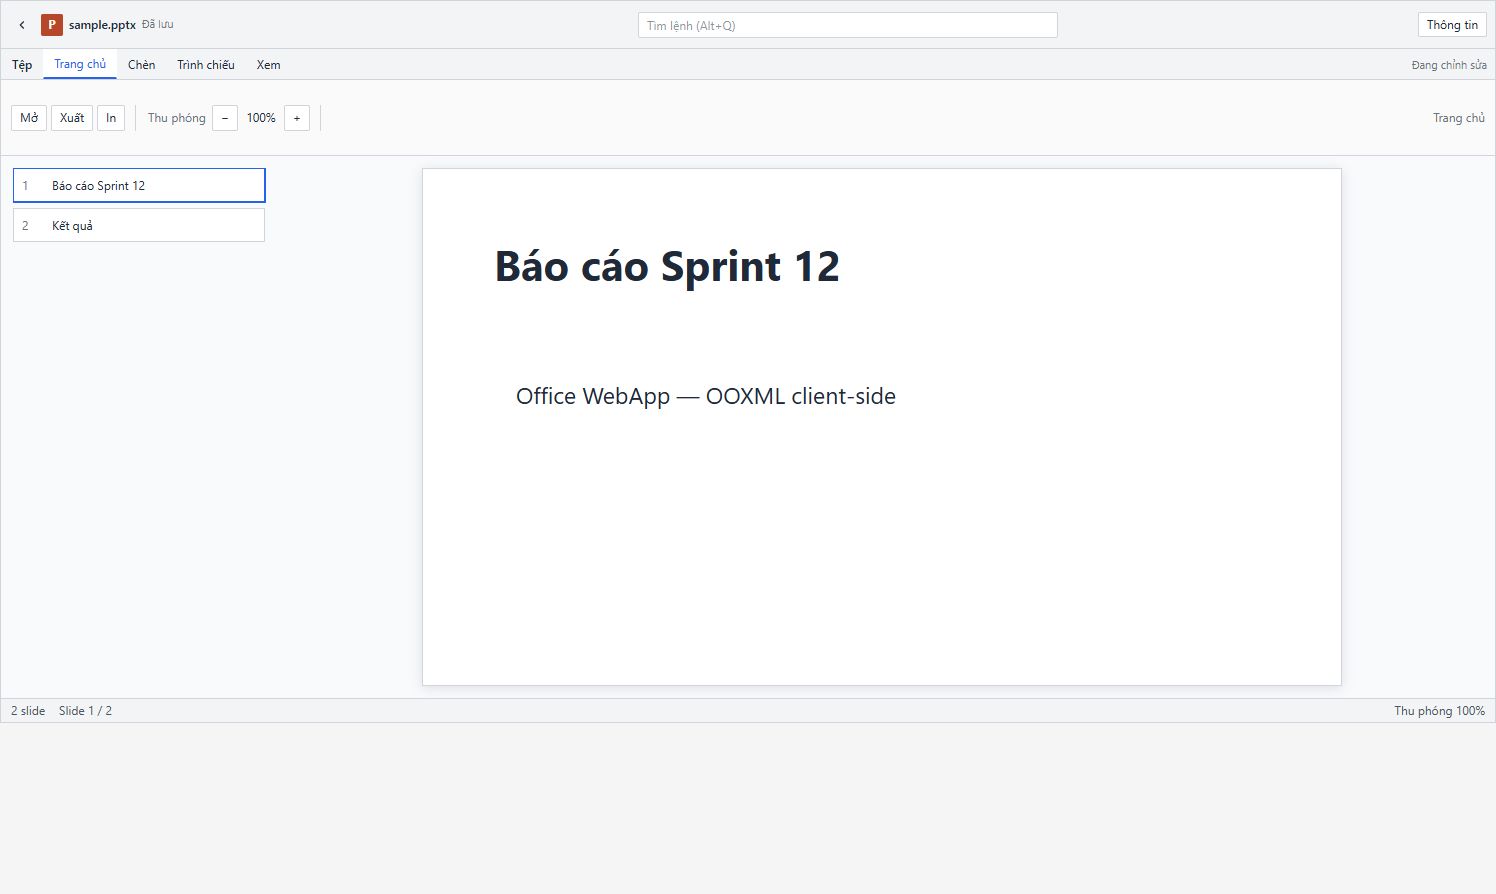 P sample.pptx Đã lưu
Tìm lệnh (Alt+Q)
Thông tin
Tệp Trang chủ Chèn Trình chiếu Xem
Đang chỉnh sửa
Mở Xuất In Thu phóng − 100% +
Trang chủ
1 Báo cáo Sprint 12
2 Kết quả
Báo cáo Sprint 12
Office WebApp — OOXML client-side
2 slide Slide 1 / 2
Thu phóng 100%